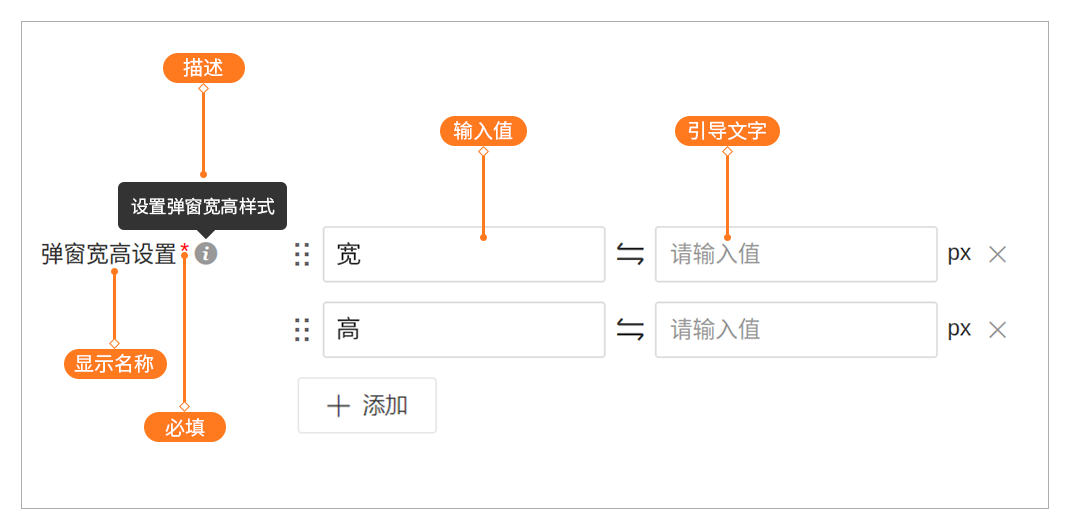 描述
输入值
引导文字
设置弹窗宽高样式
弹窗宽高设置 * i
宽
请输入值
px
高
请输入值
px
显示名称
添加
必填